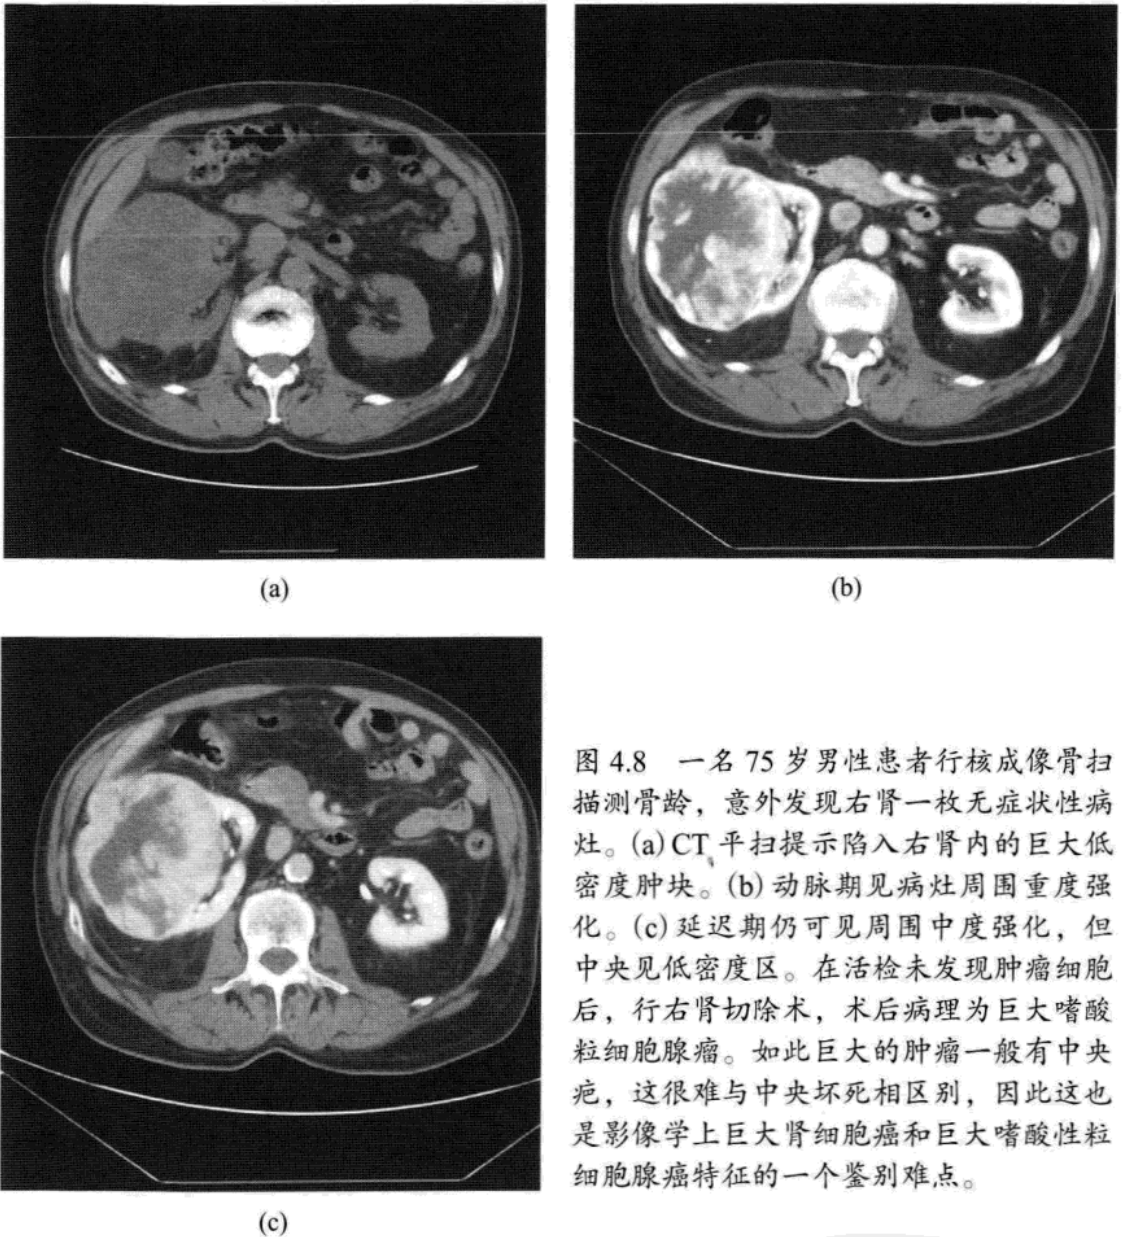 (a)
(b)
(c)
图 4.8 一名 75 岁男性患者行核成像骨扫
描测骨龄，意外发现右肾一枚无症状性病
灶。(a) CT 平扫提示陷入右肾内的巨大低
密度肿块。(b) 动脉期见病灶周围重度强
化。(c) 延迟期仍可见周围中度强化，但
中央见低密度区。在活检未发现肿瘤细胞
后，行右肾切除术，术后病理为巨大嗜酸
粒细胞腺瘤。如此巨大的肿瘤一般有中央
疤，这很难与中央坏死相区别，因此这也
是影像学上巨大肾细胞癌和巨大嗜酸性粒
细胞腺癌特征的一个鉴别难点。